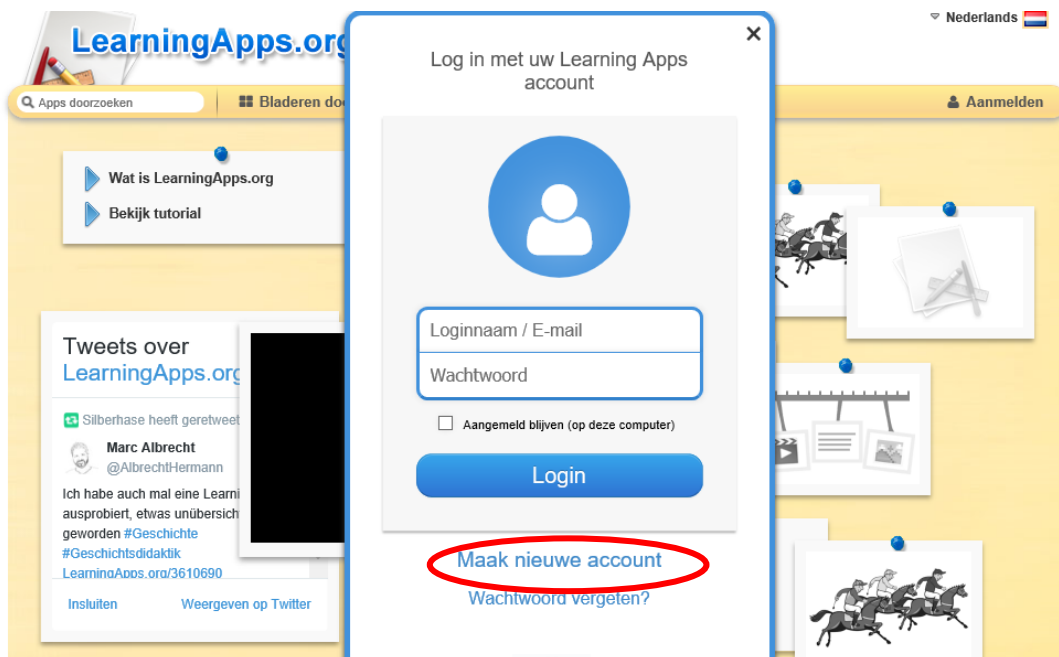 LearningApps.org
Nederlands
Apps doorzoeken
Bladeren doo
Aanmelden
Wat is LearningApps.org
Bekijk tutorial
Tweets over
LearningApps.org
Silberhase heeft geretweet
Marc Albrecht
@AlbrechtHermann
Ich habe auch mal eine Learni
ausprobiert, etwas unübersich
geworden #Geschichte
#Geschichtsdidaktik
LearningApps.org/3610690
Insluiten Weergeven op Twitter
Log in met uw Learning Apps
account
Loginnaam / E-mail
Wachtwoord
Aangemeld blijven (op deze computer)
Login
Maak nieuwe account
Wachtwoord vergeten?